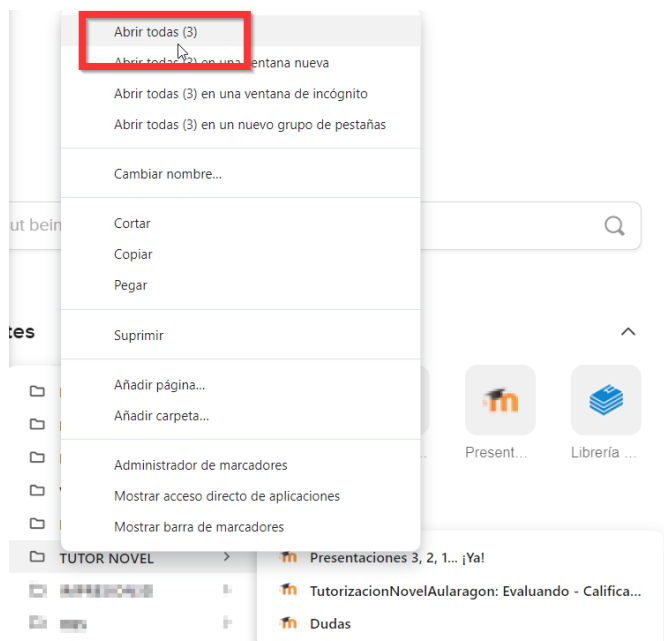 Abrir todas (3)
Abrir todas (3) en una ventana nueva
Abrir todas (3) en una ventana de incógnito
Abrir todas (3) en un nuevo grupo de pestañas
Cambiar nombre...
ut bein
Cortar
Copiar
Pegar
tes
Suprimir
Añadir página...
Añadir carpeta...
Present...
Librería ...
Administrador de marcadores
Mostrar acceso directo de aplicaciones
Mostrar barra de marcadores
TUTOR NOVEL
Presentaciones 3, 2, 1... ¡Ya!
TutorizacionNovelAularagon: Evaluando - Califica...
Dudas